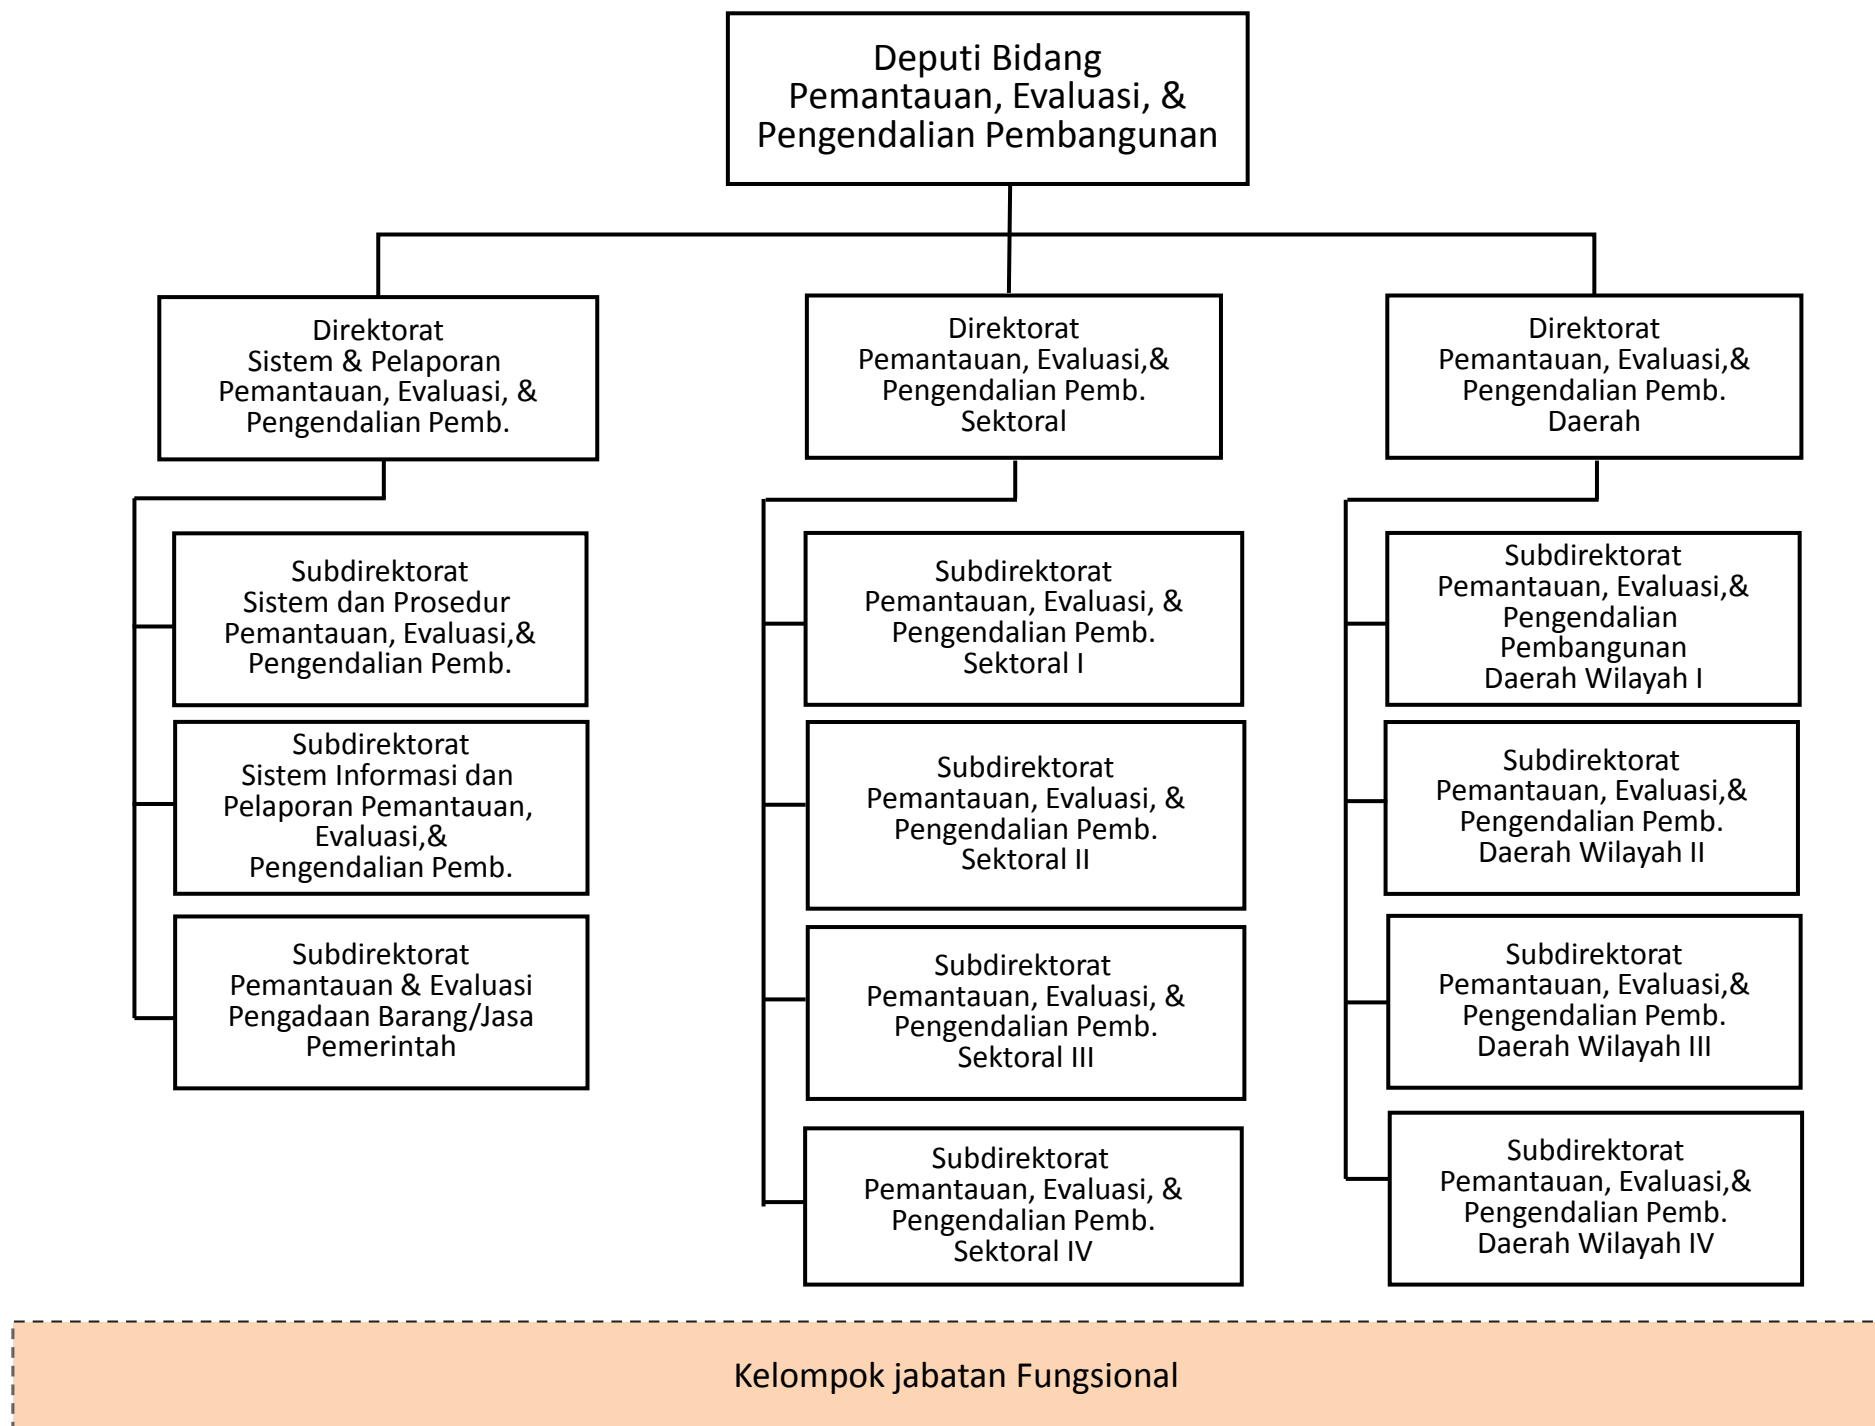 Deputi Bidang
Pemantauan, Evaluasi, &
Pengendalian Pembangunan
Direktorat
Sistem & Pelaporan
Pemantauan, Evaluasi, &
Pengendalian Pemb.
Direktorat
Pemantauan, Evaluasi,&
Pengendalian Pemb.
Sektoral
Direktorat
Pemantauan, Evaluasi,&
Pengendalian Pemb.
Daerah
Subdirektorat
Sistem dan Prosedur
Pemantauan, Evaluasi,&
Pengendalian Pemb.
Subdirektorat
Sistem Informasi dan
Pelaporan Pemantauan,
Evaluasi,&
Pengendalian Pemb.
Subdirektorat
Pemantauan & Evaluasi
Pengadaan Barang/Jasa
Pemerintah
Subdirektorat
Pemantauan, Evaluasi, &
Pengendalian Pemb.
Sektoral I
Subdirektorat
Pemantauan, Evaluasi, &
Pengendalian Pemb.
Sektoral II
Subdirektorat
Pemantauan, Evaluasi, &
Pengendalian Pemb.
Sektoral III
Subdirektorat
Pemantauan, Evaluasi, &
Pengendalian Pemb.
Sektoral IV
Subdirektorat
Pemantauan, Evaluasi,&
Pengendalian
Pembangunan
Daerah Wilayah I
Subdirektorat
Pemantauan, Evaluasi,&
Pengendalian Pemb.
Daerah Wilayah II
Subdirektorat
Pemantauan, Evaluasi,&
Pengendalian Pemb.
Daerah Wilayah III
Subdirektorat
Pemantauan, Evaluasi,&
Pengendalian Pemb.
Daerah Wilayah IV
Kelompok jabatan Fungsional